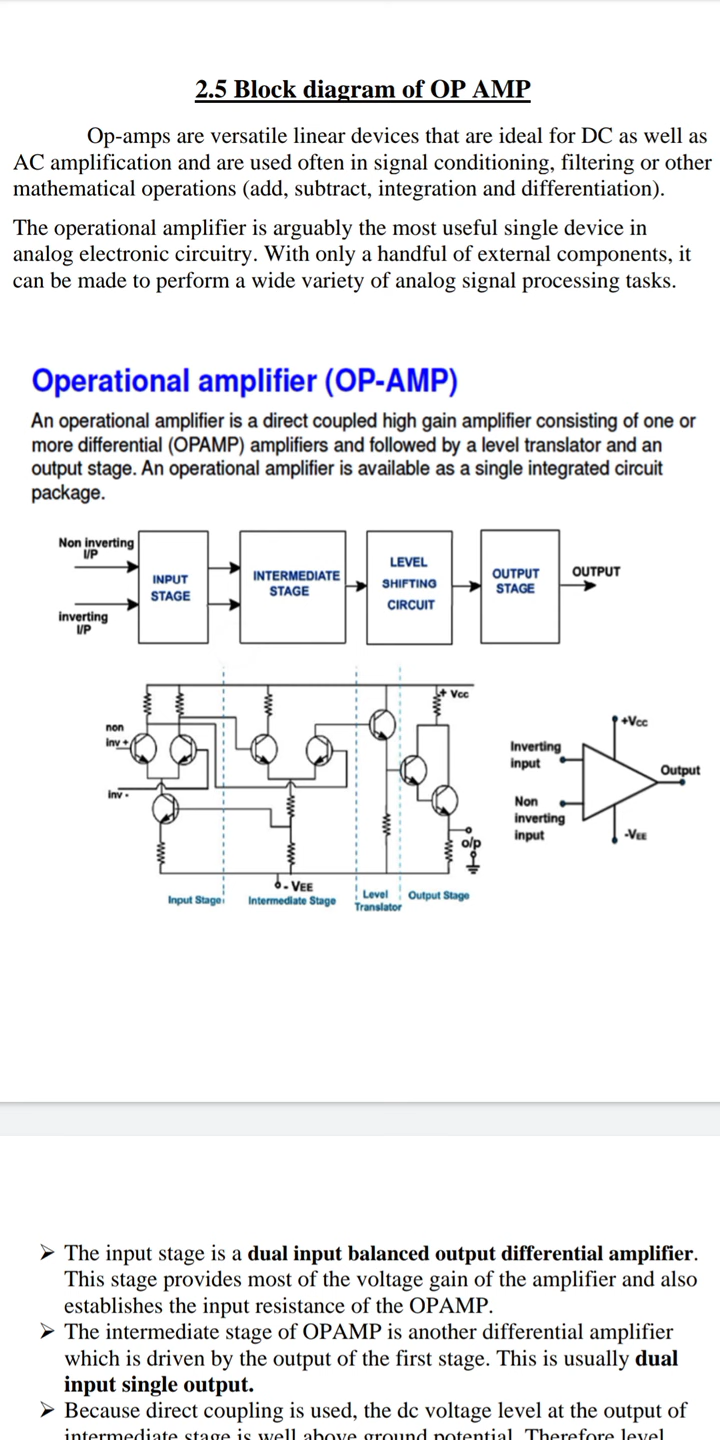 2.5 Block diagram of OP AMP
Op-amps are versatile linear devices that are ideal for DC as well as
AC amplification and are used often in signal conditioning, filtering or other
mathematical operations (add, subtract, integration and differentiation).
The operational amplifier is arguably the most useful single device in
analog electronic circuitry. With only a handful of external components, it
can be made to perform a wide variety of analog signal processing tasks.
Operational amplifier (OP-AMP)
An operational amplifier is a direct coupled high gain amplifier consisting of one or
more differential (OPAMP) amplifiers and followed by a level translator and an
output stage. An operational amplifier is available as a single integrated circuit
package.
Non inverting
I/P
inverting
I/P
INPUT
STAGE
INTERMEDIATE
STAGE
LEVEL
SHIFTING
CIRCUIT
OUTPUT
STAGE
OUTPUT
+ Vcc
non
inv +
inv -
o/p
- VEE
Input Stage
Intermediate Stage
Level
Translator
Output Stage
+Vcc
Inverting
input
Output
Non
inverting
input
-VEE
➢ The input stage is a dual input balanced output differential amplifier.
This stage provides most of the voltage gain of the amplifier and also
establishes the input resistance of the OPAMP.
➢ The intermediate stage of OPAMP is another differential amplifier
which is driven by the output of the first stage. This is usually dual
input single output.
➢ Because direct coupling is used, the dc voltage level at the output of
intermediate stage is well above ground potential. Therefore level